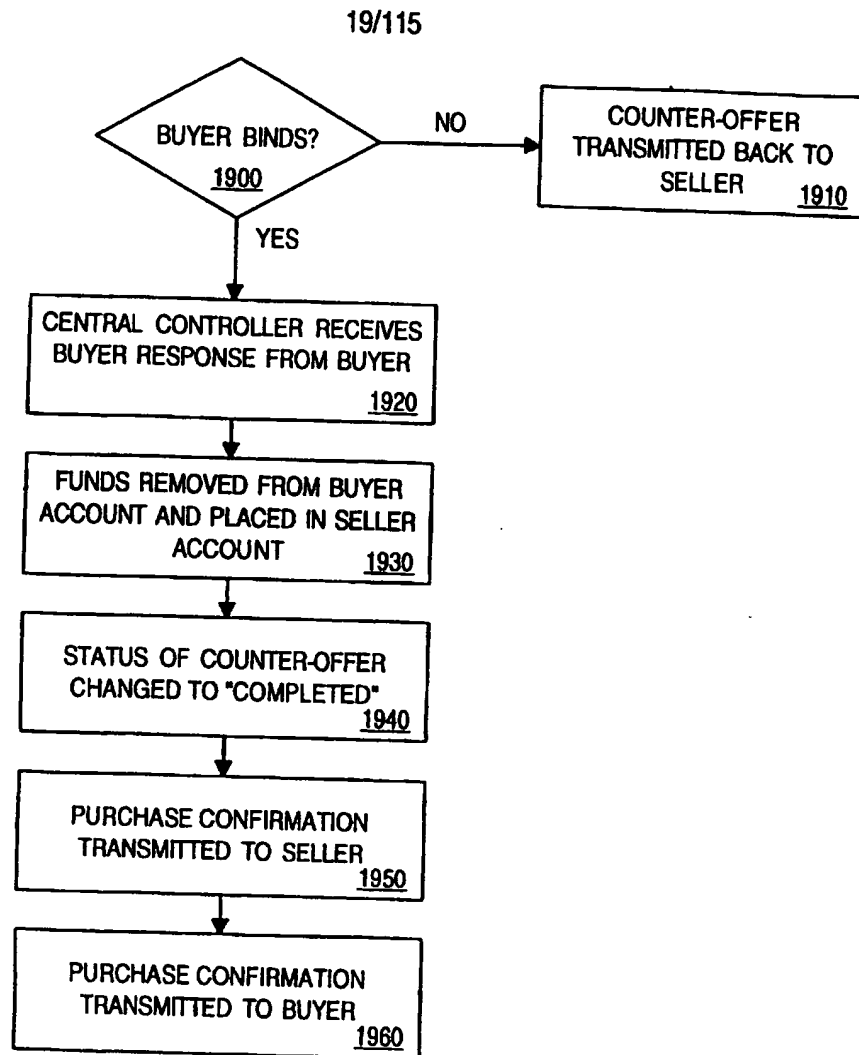 19/115
BUYER BINDS?
1900
NO
COUNTER-OFFER
TRANSMITTED BACK TO
SELLER
1910
YES
CENTRAL CONTROLLER RECEIVES
BUYER RESPONSE FROM BUYER
1920
FUNDS REMOVED FROM BUYER
ACCOUNT AND PLACED IN SELLER
ACCOUNT
1930
STATUS OF COUNTER-OFFER
CHANGED TO "COMPLETED"
1940
PURCHASE CONFIRMATION
TRANSMITTED TO SELLER
1950
PURCHASE CONFIRMATION
TRANSMITTED TO BUYER
1960